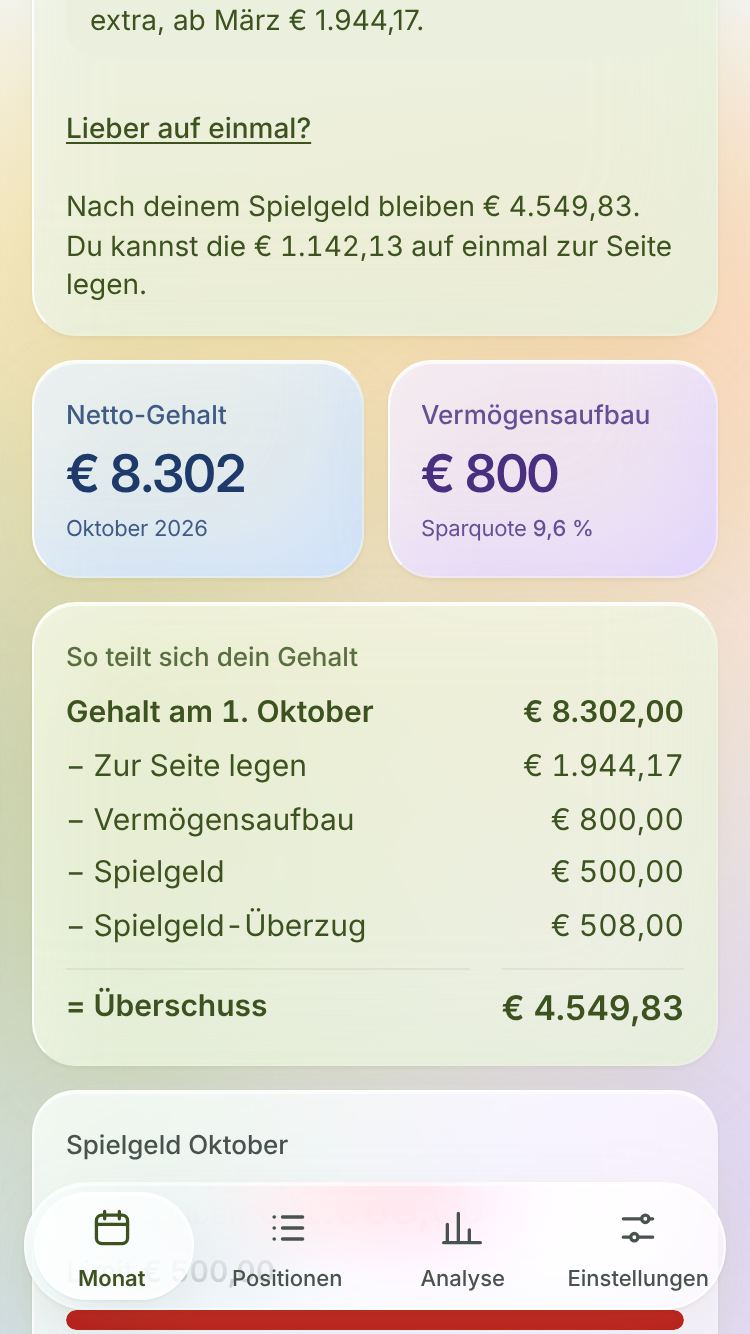 extra, ab März € 1.944,17.
Lieber auf einmal?
Nach deinem Spielgeld bleiben € 4.549,83.
Du kannst die € 1.142,13 auf einmal zur Seite
legen.
Netto-Gehalt
€ 8.302
Oktober 2026
Vermögensaufbau
€ 800
Sparquote 9,6 %
So teilt sich dein Gehalt
Gehalt am 1. Oktober € 8.302,00
– Zur Seite legen € 1.944,17
– Vermögensaufbau € 800,00
– Spielgeld € 500,00
– Spielgeld-Überzug € 508,00
= Überschuss € 4.549,83
Spielgeld Oktober
€ 500,00
Monat
Positionen
Analyse
Einstellungen